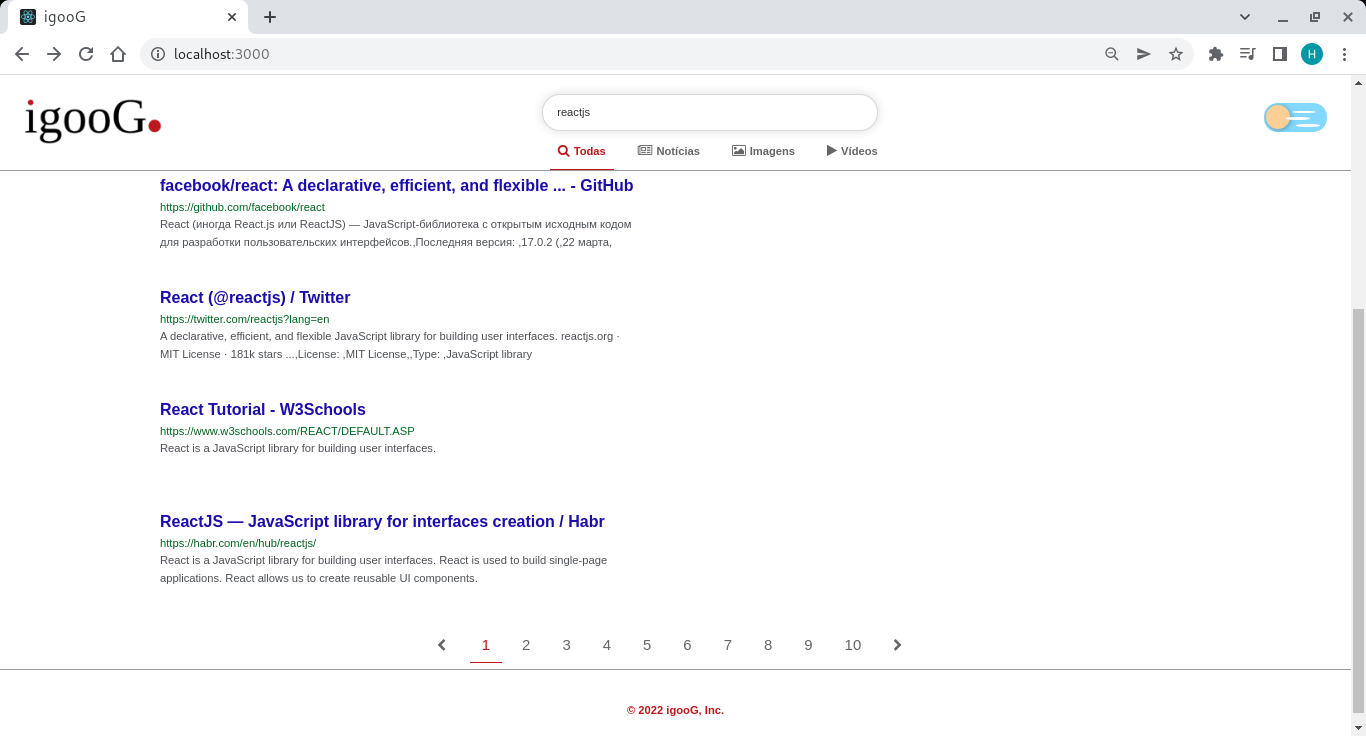 igooG
localhost:3000
H
igooG.
reactjs
Todas Notícias Imagens Vídeos
facebook/react: A declarative, efficient, and flexible ... - GitHub
https://github.com/facebook/react
React (иногда React.js или ReactJS) — JavaScript-библиотека с открытым исходным кодом
для разработки пользовательских интерфейсов.,Последняя версия: ,17.0.2 (,22 марта,
React (@reactjs) / Twitter
https://twitter.com/reactjs?lang=en
A declarative, efficient, and flexible JavaScript library for building user interfaces. reactjs.org ·
MIT License · 181k stars ...,License: ,MIT License,,Type: ,JavaScript library
React Tutorial - W3Schools
https://www.w3schools.com/REACT/DEFAULT.ASP
React is a JavaScript library for building user interfaces.
ReactJS — JavaScript library for interfaces creation / Habr
https://habr.com/en/hub/reactjs/
React is a JavaScript library for building user interfaces. React is used to build single-page
applications. React allows us to create reusable UI components.
1 2 3 4 5 6 7 8 9 10
© 2022 igooG, Inc.